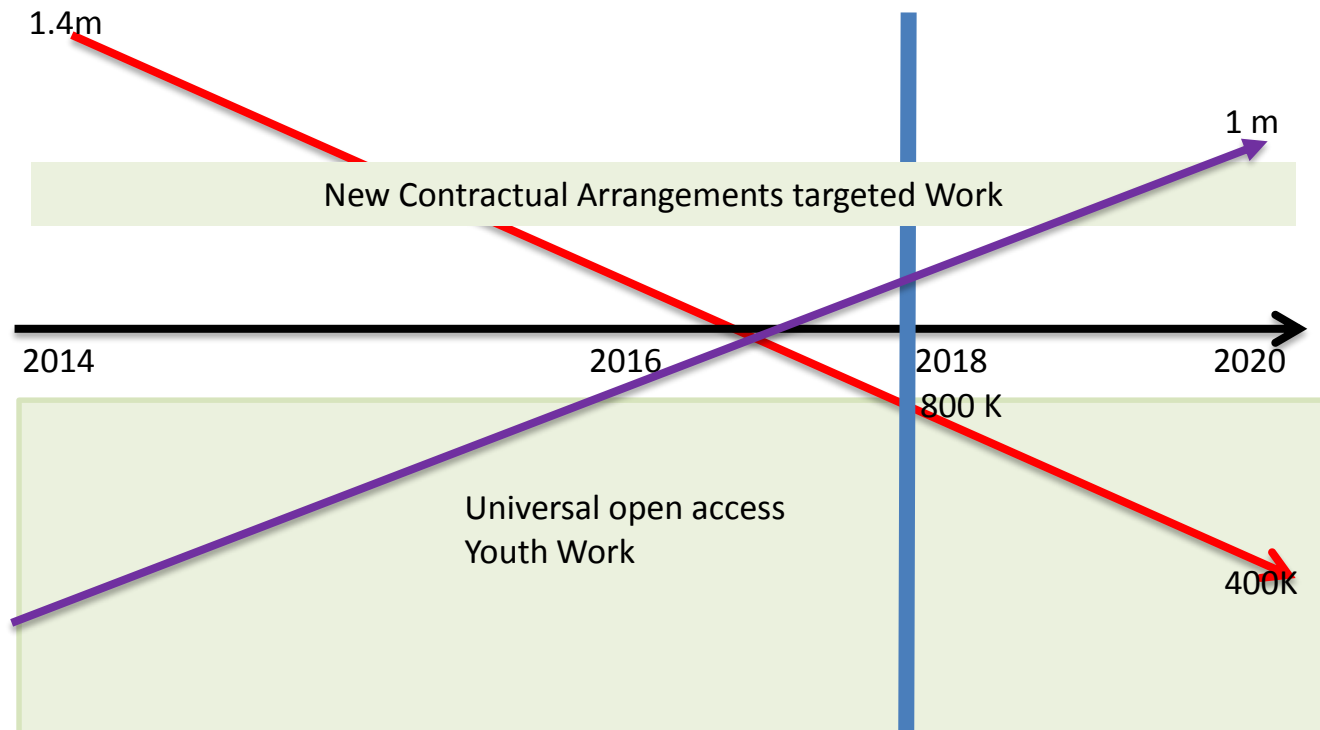 1.4m
1 m
New Contractual Arrangements targeted Work
2014
2016
2018
2020
800 K
Universal open access
Youth Work
400K